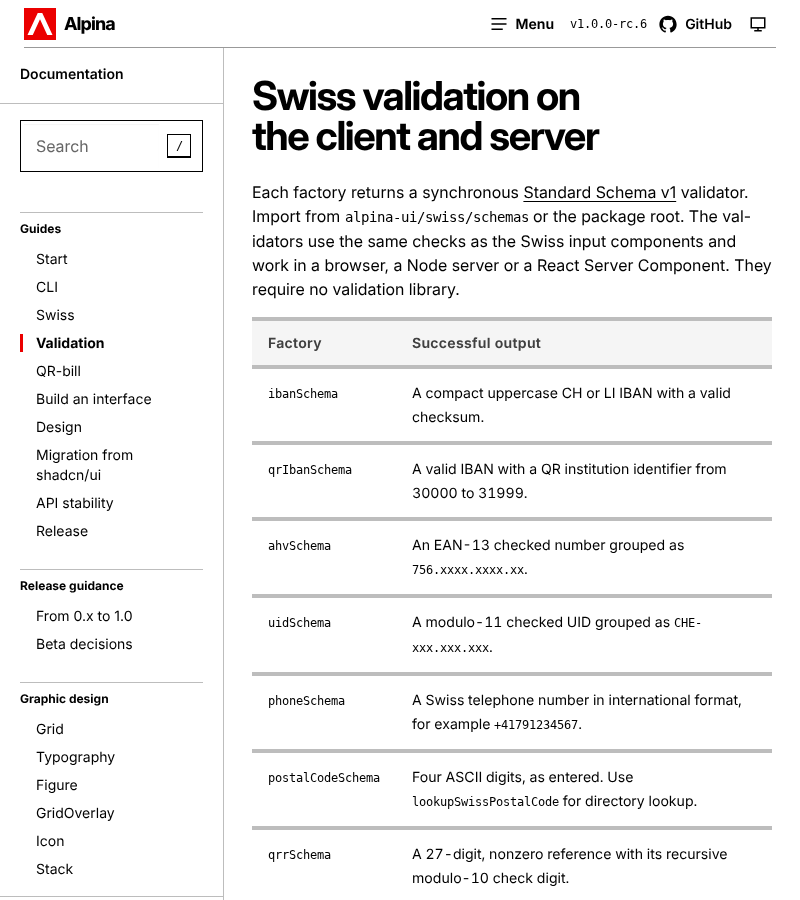 Alpina
Menu
v1.0.0-rc.6
GitHub
Documentation
Search
/
Guides
Start
CLI
Swiss
Validation
QR-bill
Build an interface
Design
Migration from
shadcn/ui
API stability
Release
Release guidance
From 0.x to 1.0
Beta decisions
Graphic design
Grid
Typography
Figure
GridOverlay
Icon
Stack
Swiss validation on
the client and server
Each factory returns a synchronous Standard Schema v1 validator.
Import from alpina-ui/swiss/schemas or the package root. The val-
idators use the same checks as the Swiss input components and
work in a browser, a Node server or a React Server Component. They
require no validation library.
Factory Successful output
ibanSchema A compact uppercase CH or LI IBAN with a valid
checksum.
qrIbanSchema A valid IBAN with a QR institution identifier from
30000 to 31999.
ahvSchema An EAN-13 checked number grouped as
756.xxxx.xxxx.xx.
uidSchema A modulo-11 checked UID grouped as CHE-
xxx.xxx.xxx.
phoneSchema A Swiss telephone number in international format,
for example +41791234567.
postalCodeSchema Four ASCII digits, as entered. Use
lookupSwissPostalCode for directory lookup.
qrrSchema A 27-digit, nonzero reference with its recursive
modulo-10 check digit.